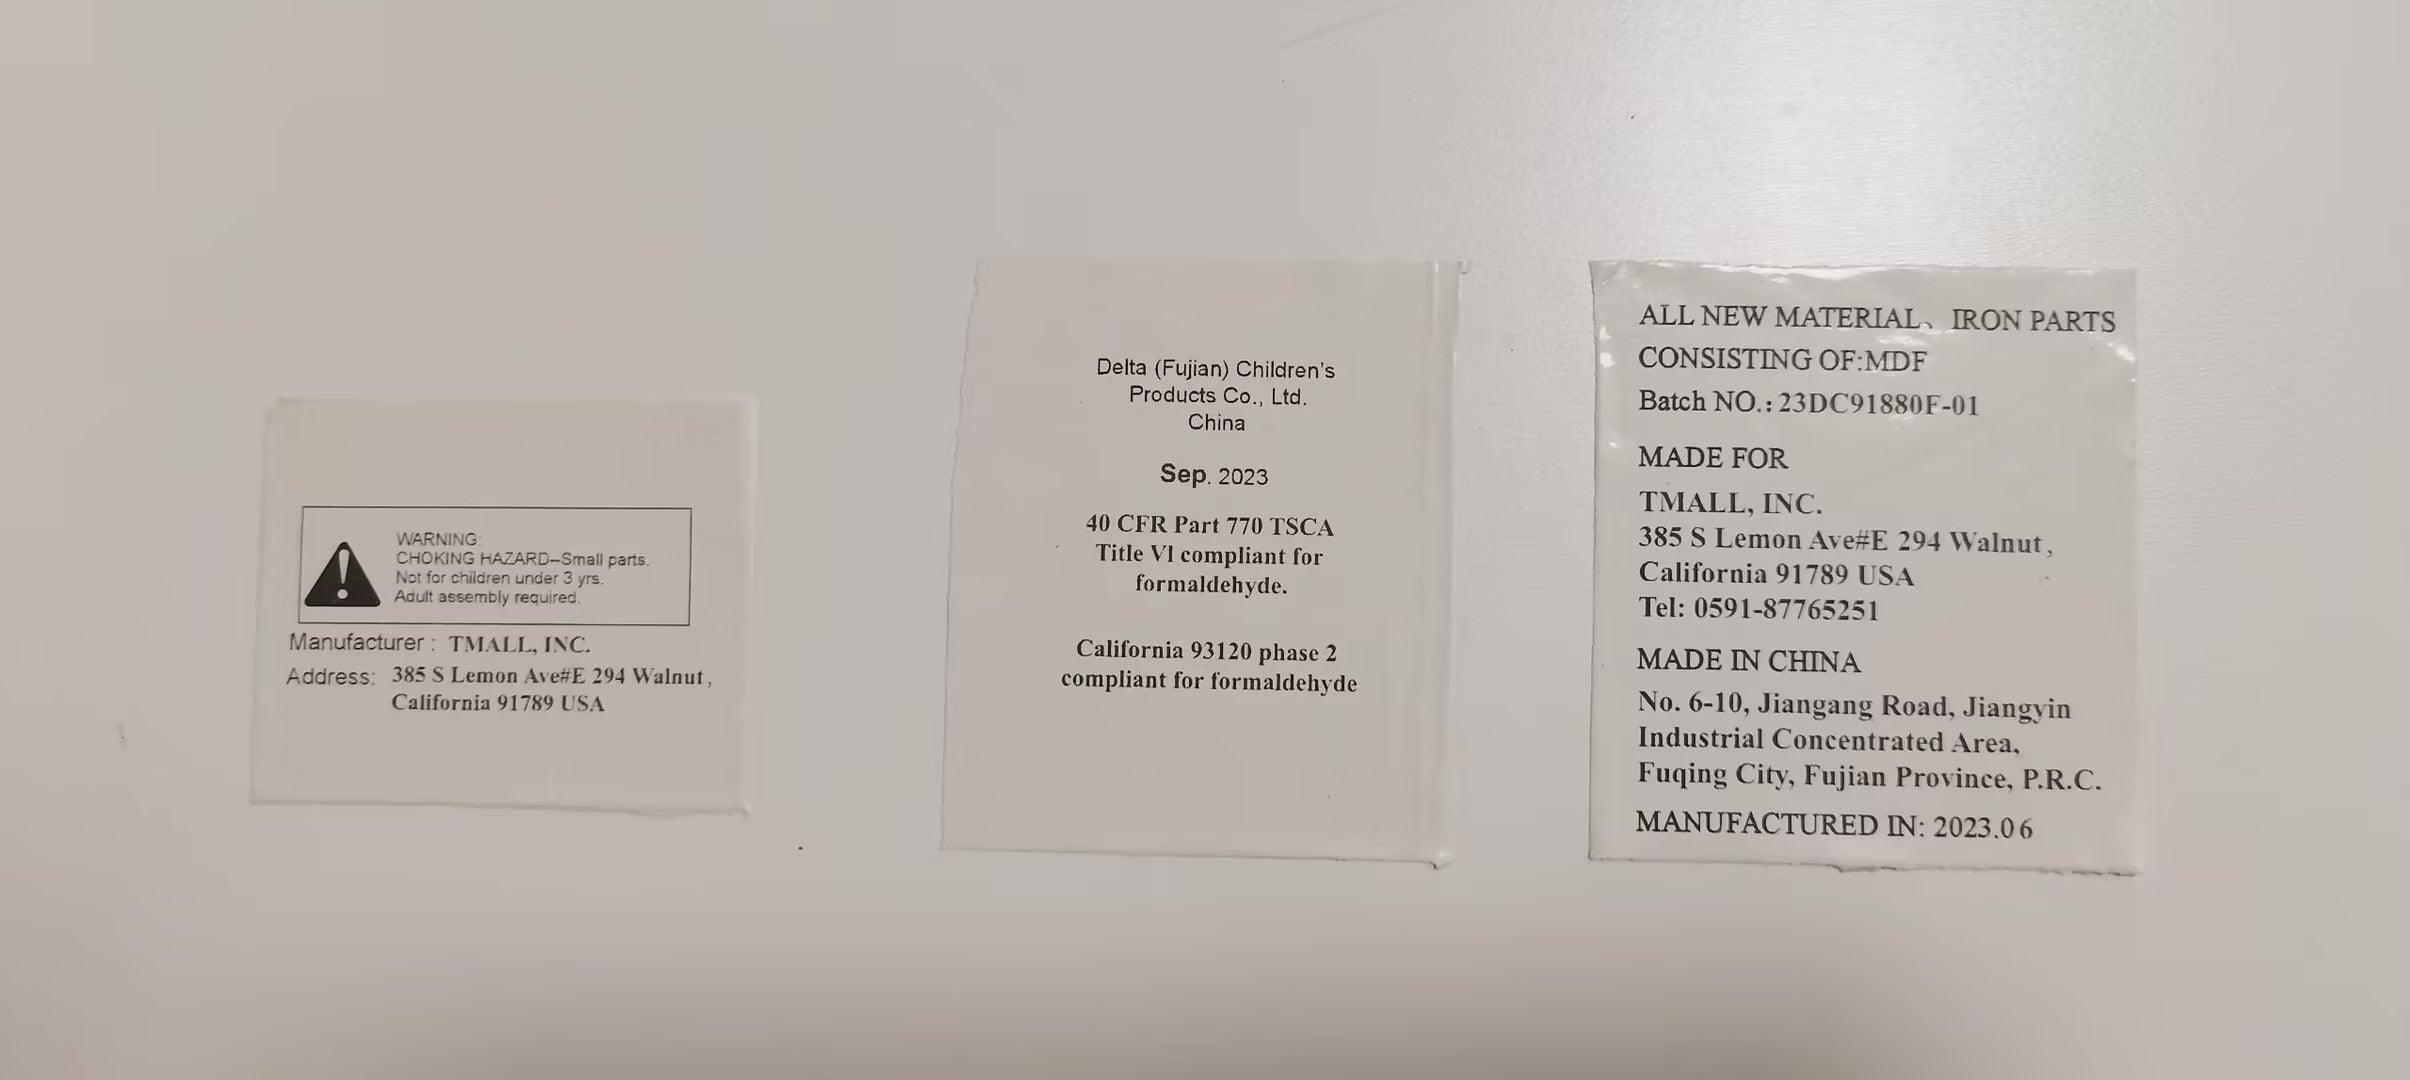 WARNING:
CHOKING HAZARD--Small parts.
Not for children under 3 yrs.
Adult assembly required.
Manufacturer : TMALL, INC.
Address: 385 S Lemon Ave#E 294 Walnut,
California 91789 USA
Delta (Fujian) Children's
Products Co., Ltd.
China
Sep. 2023
40 CFR Part 770 TSCA
Title VI compliant for
formaldehyde.
California 93120 phase 2
compliant for formaldehyde
ALL NEW MATERIAL、IRON PARTS
CONSISTING OF:MDF
Batch NO.: 23DC91880F-01
MADE FOR
TMALL, INC.
385 S Lemon Ave#E 294 Walnut,
California 91789 USA
Tel: 0591-87765251
MADE IN CHINA
No. 6-10, Jiangang Road, Jiangyin
Industrial Concentrated Area,
Fuqing City, Fujian Province, P.R.C.
MANUFACTURED IN: 2023.06